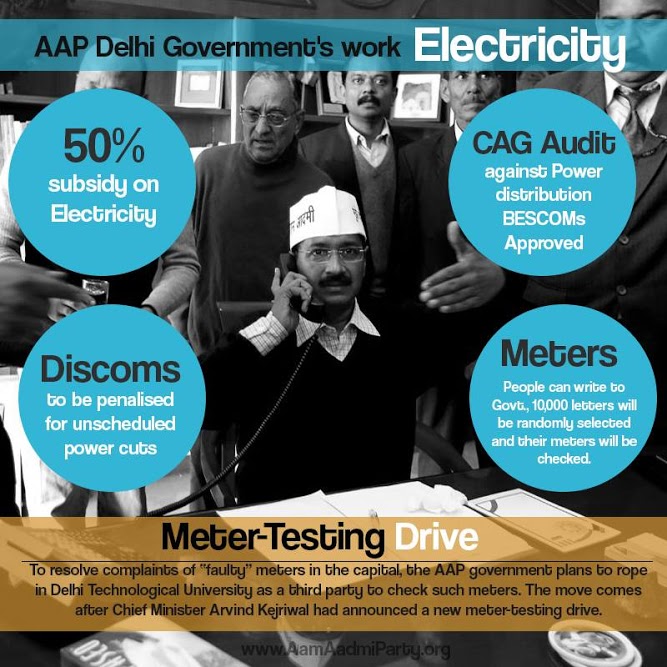 AAP Delhi Government's work Electricity
50%
subsidy on
Electricity
CAG Audit
against Power
distribution
BESCOMs
Approved
आदमी
Discoms
to be penalised
for unscheduled
power cuts
Meters
People can write to
Govt., 10,000 letters will
be randomly selected
and their meters will be
checked.
Meter-Testing Drive
To resolve complaints of "faulty" meters in the capital, the AAP government plans to rope
in Delhi Technological University as a third party to check such meters. The move comes
after Chief Minister Arvind Kejriwal had announced a new meter-testing drive.
www.AamAadmiParty.org